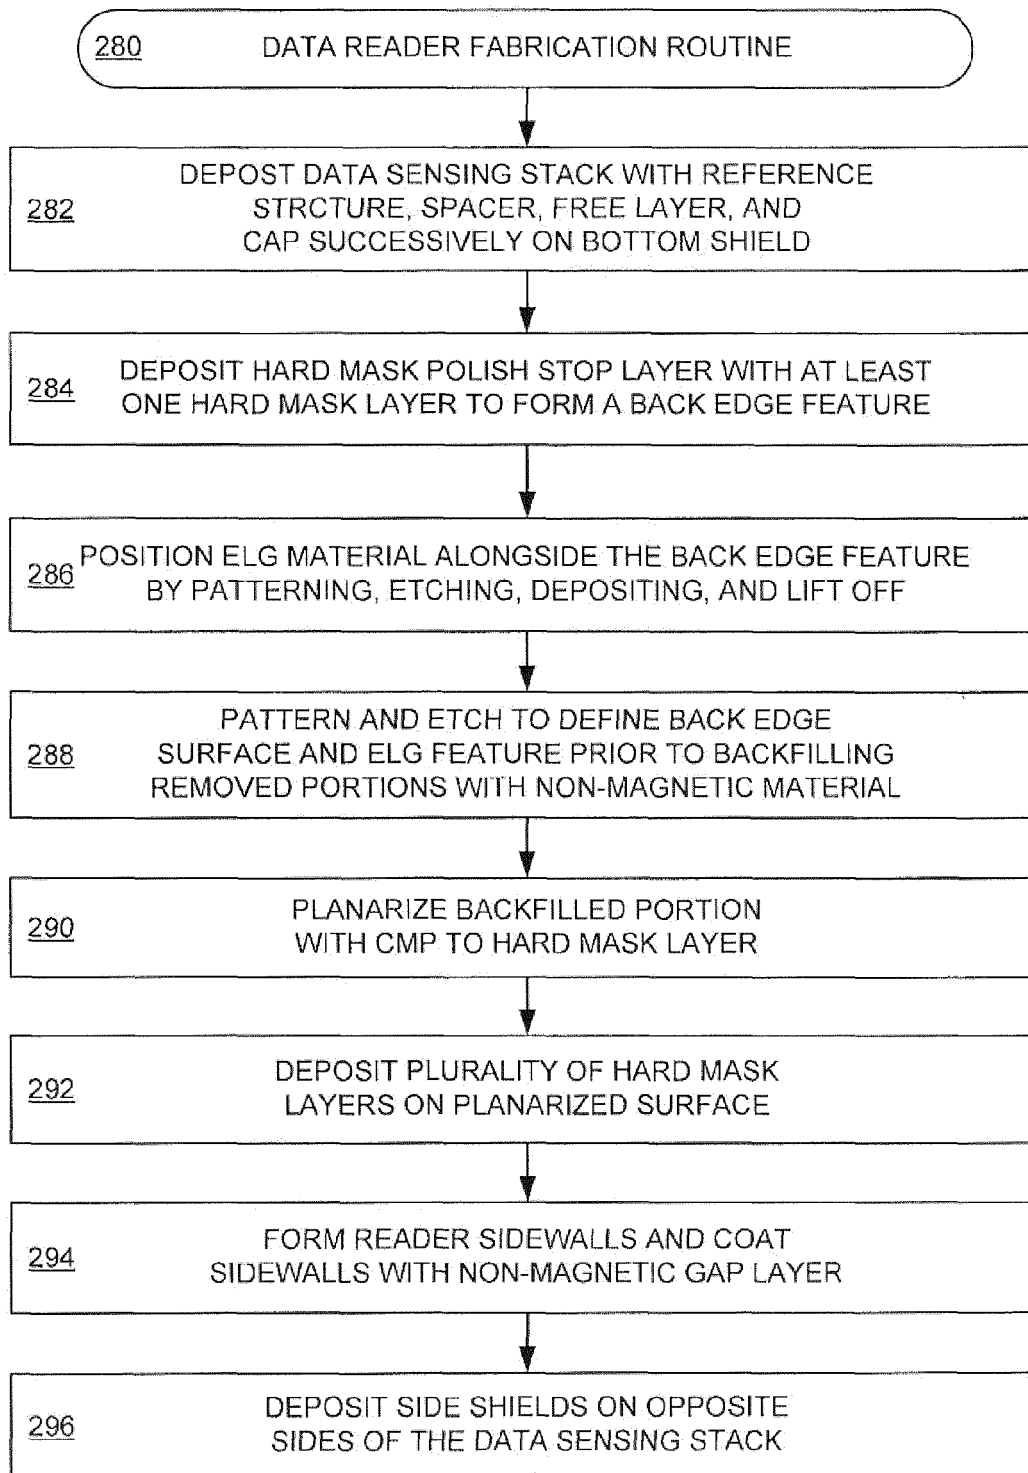 280 DATA READER FABRICATION ROUTINE
DEPOST DATA SENSING STACK WITH REFERENCE
282 STRCTURE, SPACER, FREE LAYER, AND
CAP SUCCESSIVELY ON BOTTOM SHIELD
284 DEPOSIT HARD MASK POLISH STOP LAYER WITH AT LEAST
ONE HARD MASK LAYER TO FORM A BACK EDGE FEATURE
286 POSITION ELG MATERIAL ALONGSIDE THE BACK EDGE FEATURE
BY PATTERNING, ETCHING, DEPOSITING, AND LIFT OFF
PATTERN AND ETCH TO DEFINE BACK EDGE
288 SURFACE AND ELG FEATURE PRIOR TO BACKFILLING
REMOVED PORTIONS WITH NON-MAGNETIC MATERIAL
290 PLANARIZE BACKFILLED PORTION
WITH CMP TO HARD MASK LAYER
292 DEPOSIT PLURALITY OF HARD MASK
LAYERS ON PLANARIZED SURFACE
294 FORM READER SIDEWALLS AND COAT
SIDEWALLS WITH NON-MAGNETIC GAP LAYER
296 DEPOSIT SIDE SHIELDS ON OPPOSITE
SIDES OF THE DATA SENSING STACK